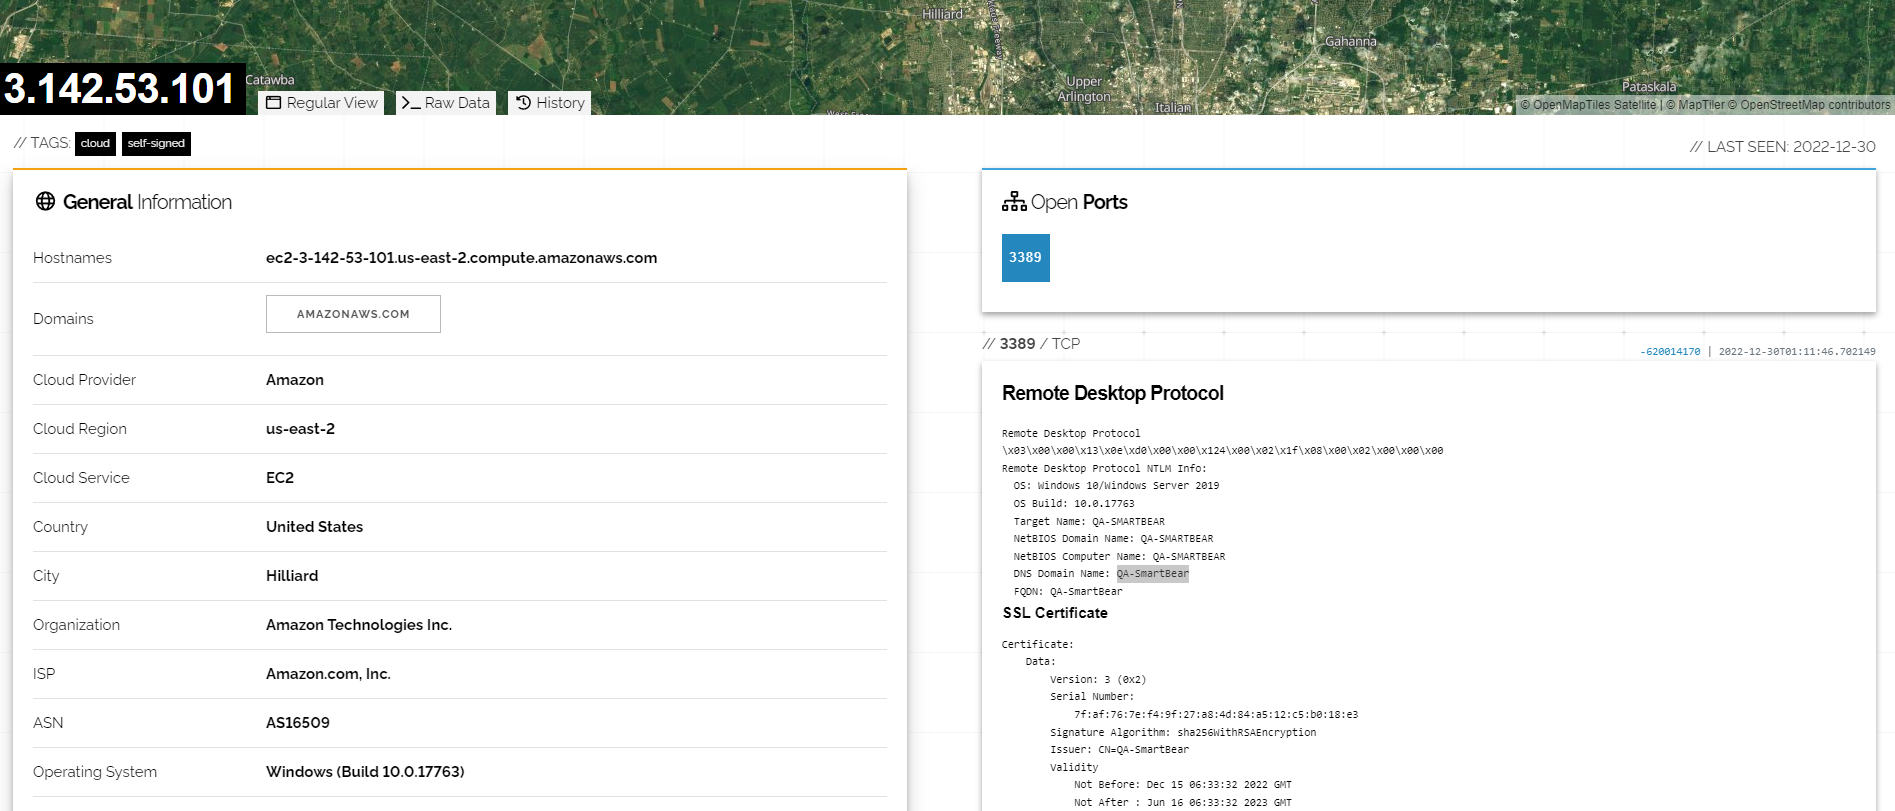 Hilliard
Gahanna
Catawba
Upper
Arlington
Pataskala
Italian
3.142.53.101
Regular View
Raw Data
History
© OpenMapTiles Satellite | © MapTiler © OpenStreetMap contributors
// TAGS: cloud self-signed
// LAST SEEN: 2022-12-30
General Information
Hostnames ec2-3-142-53-101.us-east-2.compute.amazonaws.com
Domains AMAZONAWS.COM
Cloud Provider Amazon
Cloud Region us-east-2
Cloud Service EC2
Country United States
City Hilliard
Organization Amazon Technologies Inc.
ISP Amazon.com, Inc.
ASN AS16509
Operating System Windows (Build 10.0.17763)
Open Ports
3389
// 3389 / TCP
-620014170 | 2022-12-30T01:11:46.702149
Remote Desktop Protocol
Remote Desktop Protocol
\x03\x00\x00\x13\x0e\xd0\x00\x00\x124\x00\x02\x1f\x08\x00\x02\x00\x00\x00
Remote Desktop Protocol NTLM Info:
OS: Windows 10/Windows Server 2019
OS Build: 10.0.17763
Target Name: QA-SMARTBEAR
NetBIOS Domain Name: QA-SMARTBEAR
NetBIOS Computer Name: QA-SMARTBEAR
DNS Domain Name: QA-SmartBear
FQDN: QA-SmartBear
SSL Certificate
Certificate:
Data:
Version: 3 (0x2)
Serial Number:
7f:af:76:7e:f4:9f:27:a8:4d:84:a5:12:c5:b0:18:e3
Signature Algorithm: sha256WithRSAEncryption
Issuer: CN=QA-SmartBear
Validity
Not Before: Dec 15 06:33:32 2022 GMT
Not After : Jun 16 06:33:32 2023 GMT